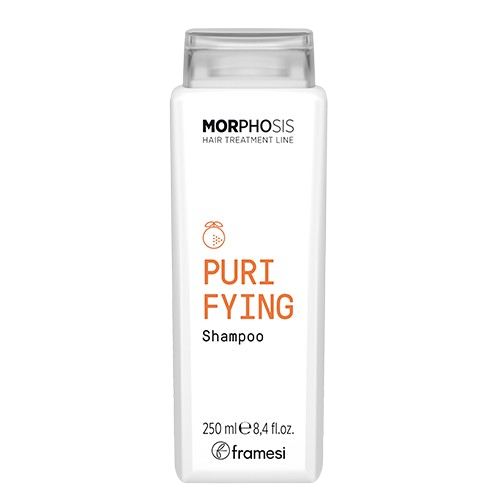 MORPHOSIS
HAIR TREATMENT LINE
PURI
FYING
Shampoo
250 ml ℮ 8,4 fl.oz.
framesi